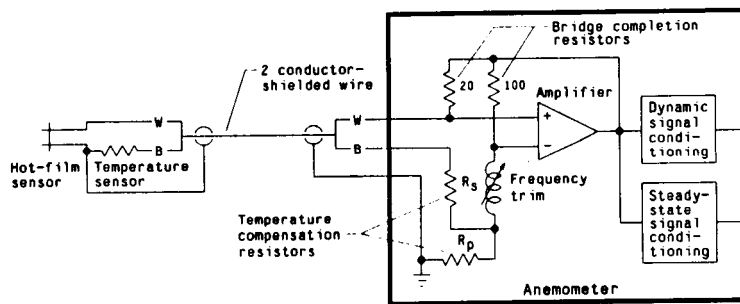 Bridge completion
resistors
2 conductor-
shielded wire
20
100
Amplifier
W
W
+
Dynamic
signal
condi-
tioning
B
B
−
Hot-film
sensor
Temperature
sensor
Rs
Frequency
trim
Temperature
compensation
resistors
Rp
Steady-
state
signal
condi-
tioning
Anemometer